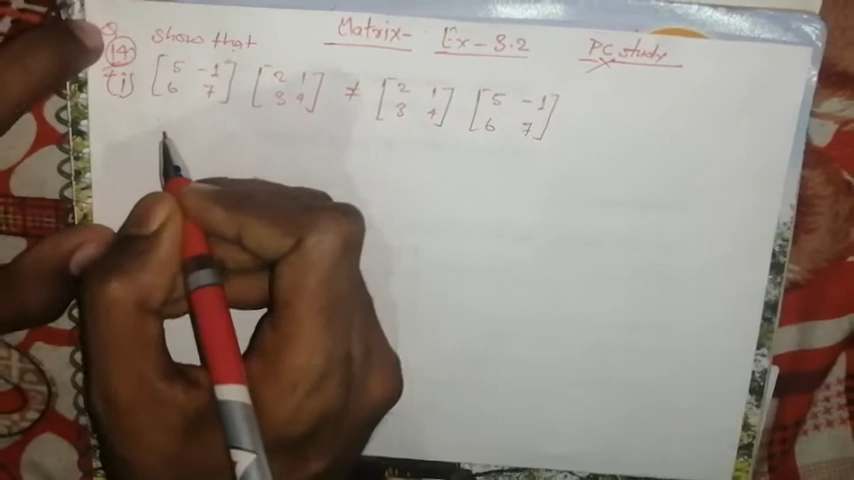 Matrix- Ex-3.2 PC study
Q
14 show that
(i) [5 -1] [2 1] ≠ [2 1] [5 -1]
[6 7] [3 4] [3 4] [6 7]